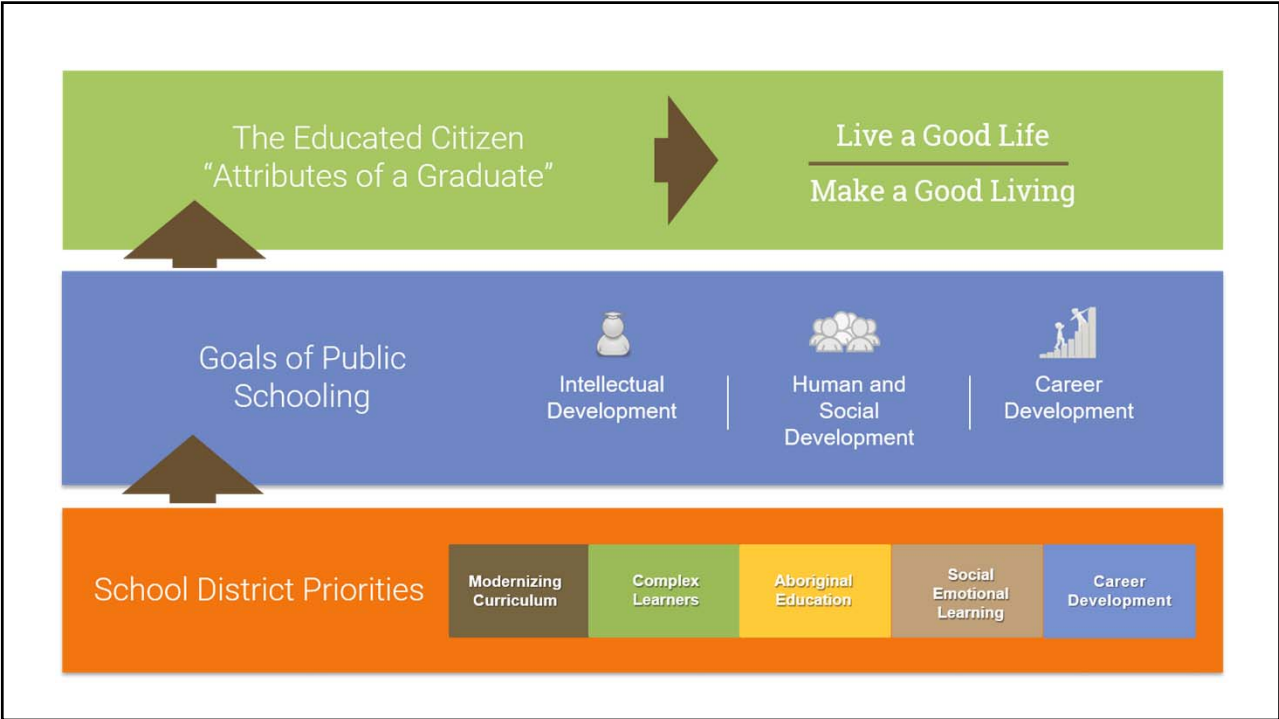 The Educated Citizen
“Attributes of a Graduate”
Live a Good Life
Make a Good Living
Goals of Public
Schooling
Intellectual
Development
Human and
Social
Development
Career
Development
School District Priorities
Modernizing
Curriculum
Complex
Learners
Aboriginal
Education
Social
Emotional
Learning
Career
Development